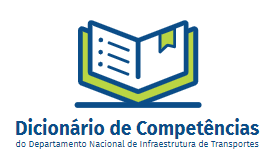 Dicionário de Competências
do Departamento Nacional de Infraestrutura de Transportes